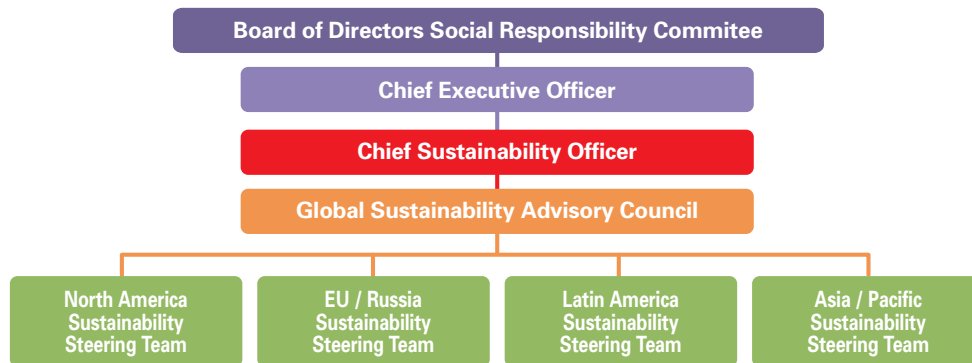 Board of Directors Social Responsibility Commitee
Chief Executive Officer
Chief Sustainability Officer
Global Sustainability Advisory Council
North America
Sustainability
Steering Team
EU / Russia
Sustainability
Steering Team
Latin America
Sustainability
Steering Team
Asia / Pacific
Sustainability
Steering Team